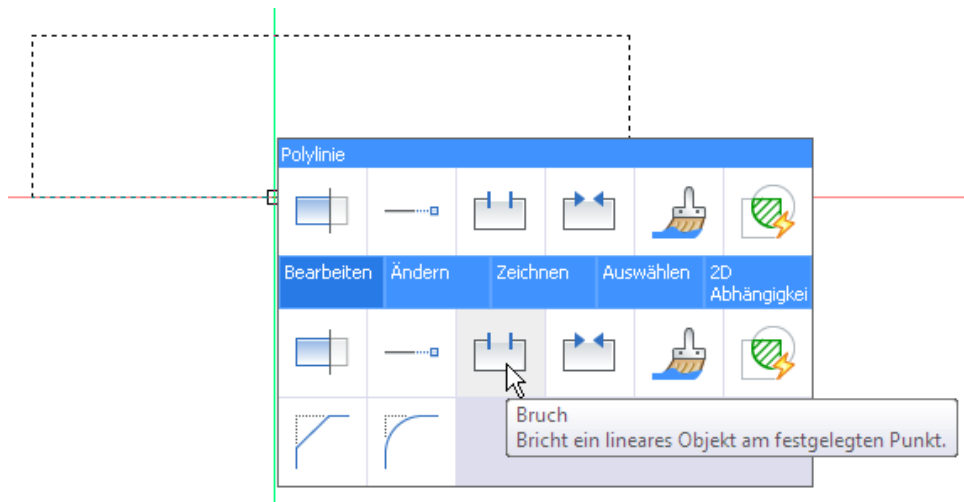 Polylinie
Bearbeiten Ändern Zeichnen Auswählen 2D
Abhängigkei
Bruch
Bricht ein lineares Objekt am festgelegten Punkt.